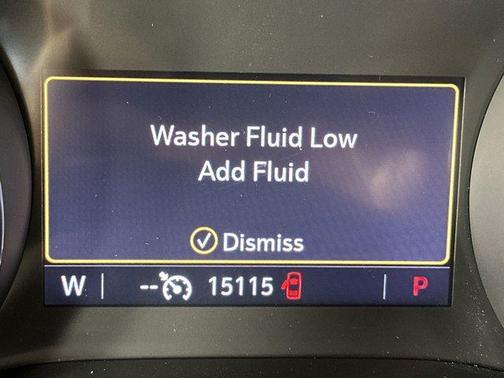 Washer Fluid Low
Add Fluid
Dismiss
W -- 15115 P